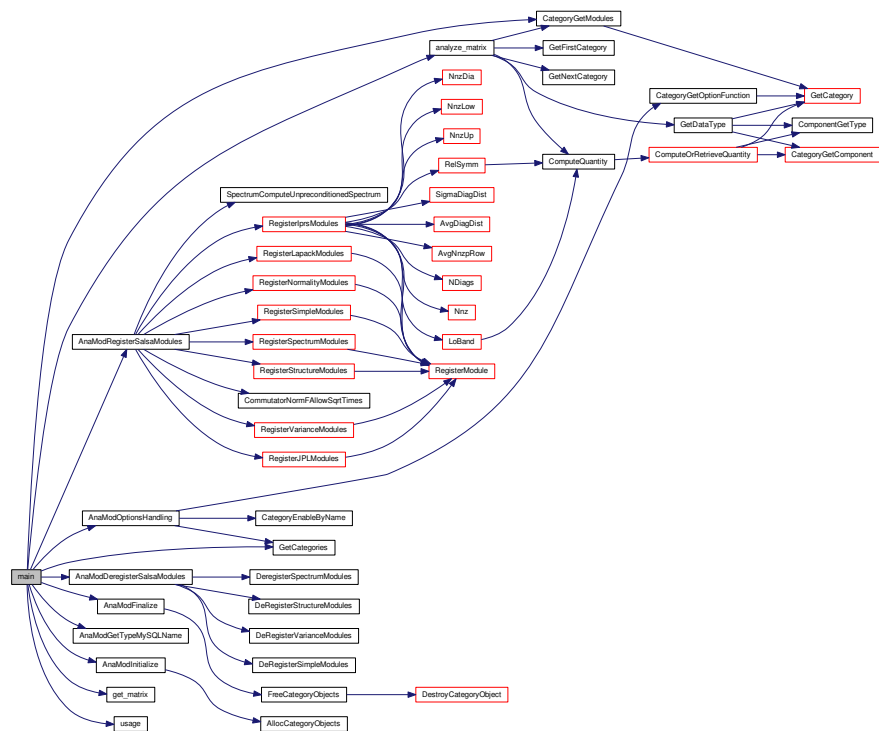 CategoryGetModules
analyze_matrix
GetFirstCategory
GetNextCategory
NnzDia
NnzLow
NnzUp
RelSymm
CategoryGetOptionFunction
GetCategory
GetDataType
ComponentGetType
ComputeQuantity
ComputeOrRetrieveQuantity
CategoryGetComponent
SpectrumComputeUnpreconditionedSpectrum
SigmaDiagDist
RegisterIprsModules
AvgDiagDist
RegisterLapackModules
AvgNnzpRow
RegisterNormalityModules
NDiags
RegisterSimpleModules
Nnz
AnaModRegisterSalsaModules
RegisterSpectrumModules
LoBand
RegisterStructureModules
RegisterModule
CommutatorNormFAllowSqrtTimes
RegisterVarianceModules
RegisterJPLModules
AnaModOptionsHandling
CategoryEnableByName
GetCategories
main
AnaModDeregisterSalsaModules
DeregisterSpectrumModules
AnaModFinalize
DeRegisterStructureModules
AnaModGetTypeMySQLName
DeRegisterVarianceModules
AnaModInitialize
DeRegisterSimpleModules
get_matrix
FreeCategoryObjects
DestroyCategoryObject
usage
AllocCategoryObjects